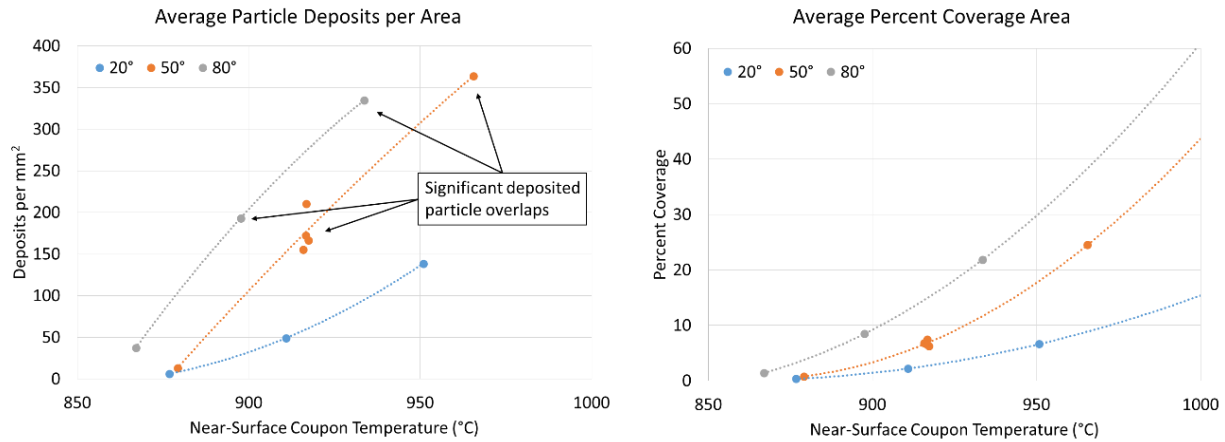 Average Particle Deposits per Area
400
350
300
250
200
150
100
50
0
Deposits per mm²
20° 50° 80°
Significant deposited
particle overlaps
850 900 950 1000
Near-Surface Coupon Temperature (°C)
Average Percent Coverage Area
60
50
40
30
20
10
0
Percent Coverage
20° 50° 80°
850 900 950 1000
Near-Surface Coupon Temperature (°C)